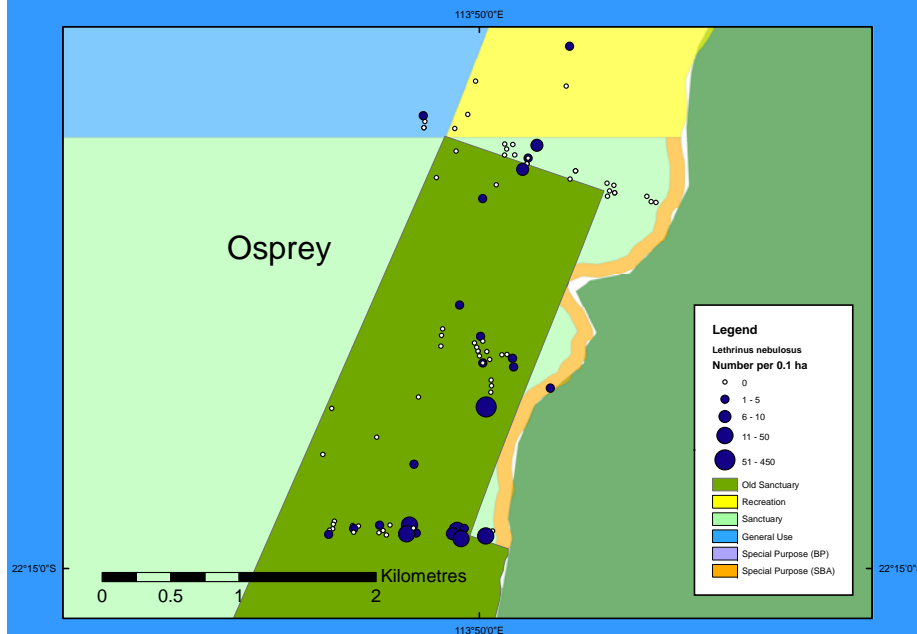 113°50'0"E
Osprey
Legend
Lethrinus nebulosus
Number per 0.1 ha
0
1 - 5
6 - 10
11 - 50
51 - 450
Old Sanctuary
Recreation
Sanctuary
General Use
Special Purpose (BP)
Special Purpose (SBA)
22°15'0"S
22°15'0"S
Kilometres
0 0.5 1 2
113°50'0"E